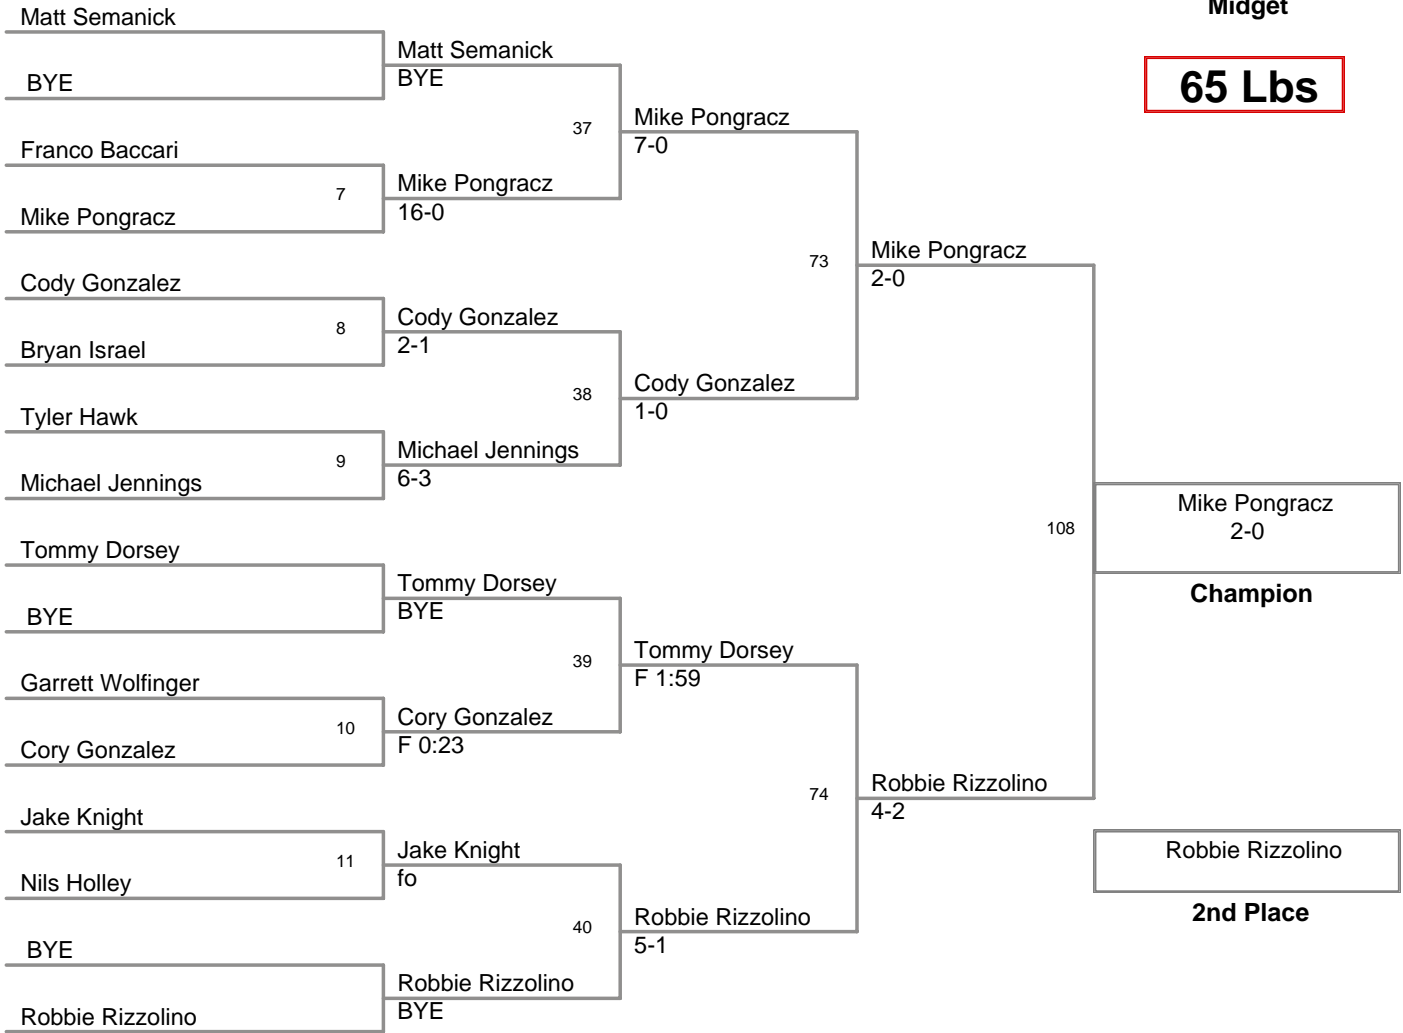 Midget
65 Lbs
Matt Semanick
BYE
Franco Baccari
7
Mike Pongracz
Cody Gonzalez
8
Bryan Israel
Tyler Hawk
9
Michael Jennings
Tommy Dorsey
BYE
Garrett Wolfinger
10
Cory Gonzalez
Jake Knight
11
Nils Holley
BYE
Robbie Rizzolino
Matt Semanick
BYE
37
Mike Pongracz
16-0
Cody Gonzalez
2-1
38
Michael Jennings
6-3
Tommy Dorsey
BYE
39
Cory Gonzalez
F 0:23
Jake Knight
fo
40
Robbie Rizzolino
BYE
Mike Pongracz
7-0
73
Cody Gonzalez
1-0
Tommy Dorsey
F 1:59
74
Robbie Rizzolino
5-1
Mike Pongracz
2-0
108
Robbie Rizzolino
4-2
Mike Pongracz
2-0
Champion
Robbie Rizzolino
2nd Place